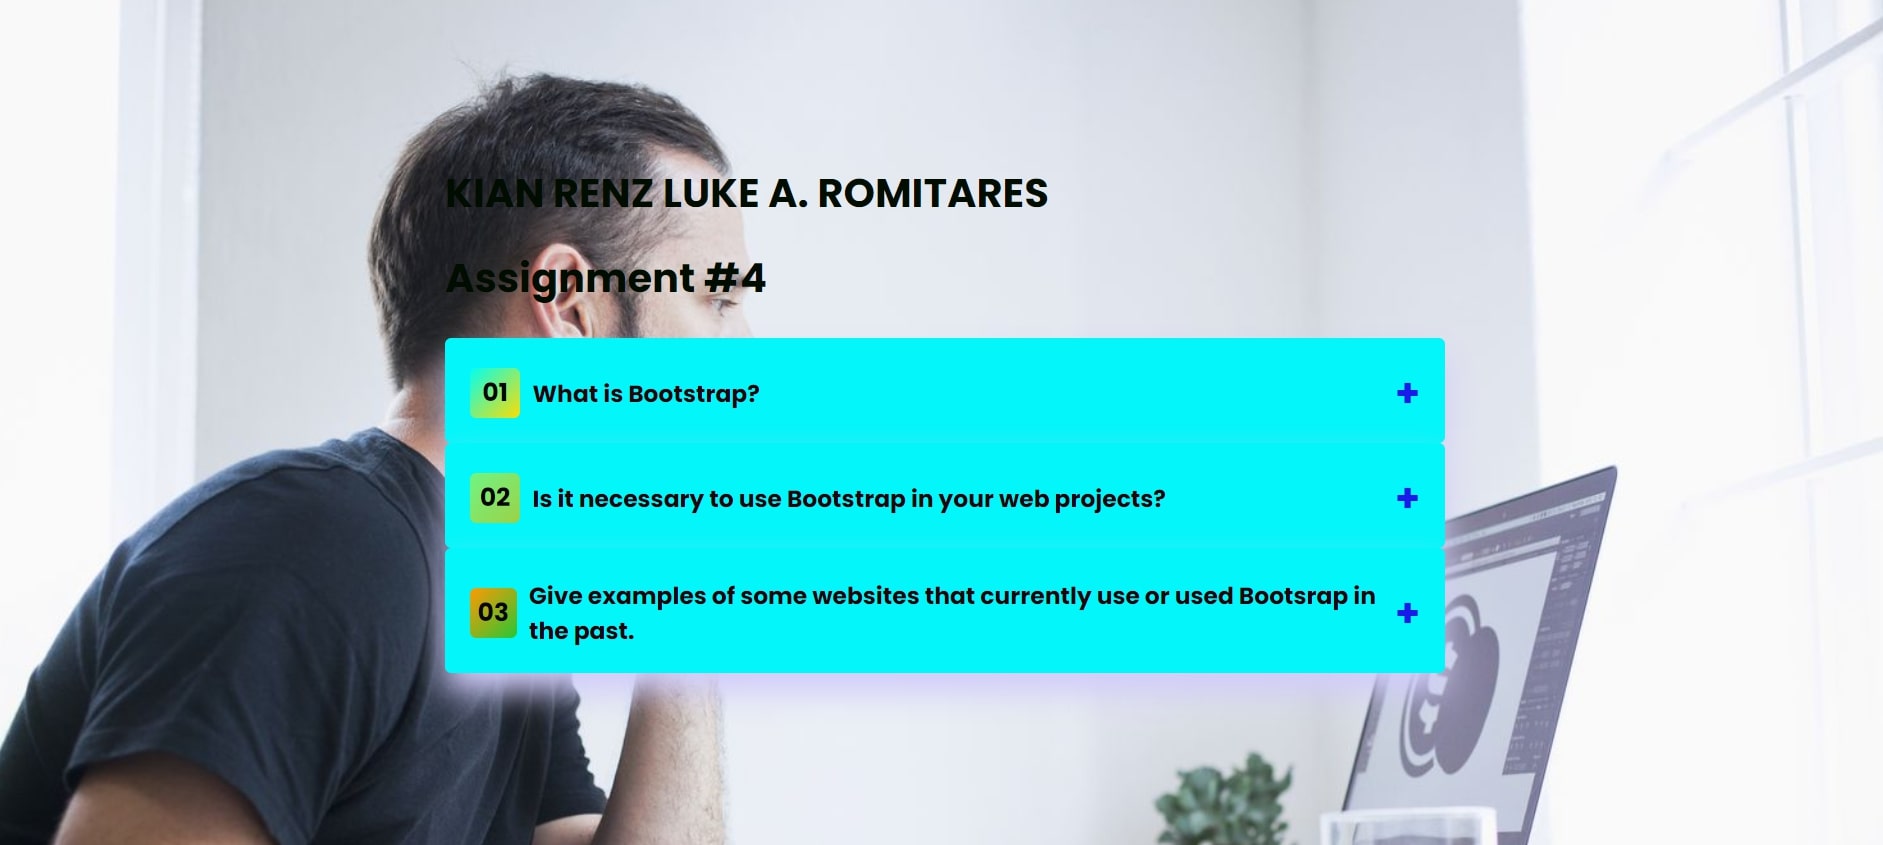 KIAN RENZ LUKE A. ROMITARES
Assignment #4
01 What is Bootstrap?
02 Is it necessary to use Bootstrap in your web projects?
03 Give examples of some websites that currently use or used Bootsrap in
the past.